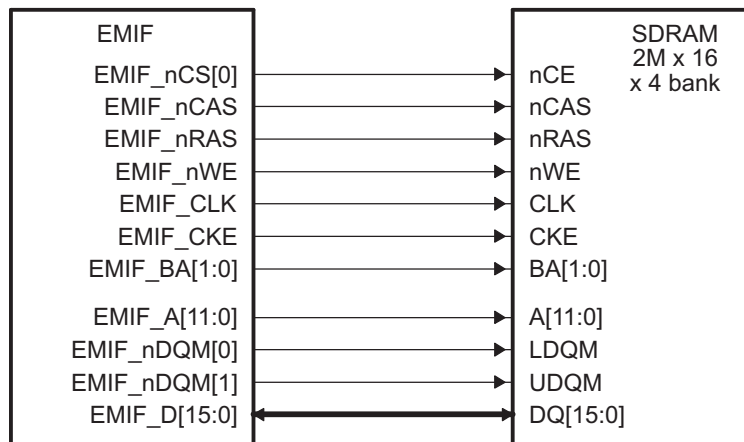 EMIF
EMIF_nCS[0]
EMIF_nCAS
EMIF_nRAS
EMIF_nWE
EMIF_CLK
EMIF_CKE
EMIF_BA[1:0]
EMIF_A[11:0]
EMIF_nDQM[0]
EMIF_nDQM[1]
EMIF_D[15:0]
SDRAM
2M x 16
x 4 bank
nCE
nCAS
nRAS
nWE
CLK
CKE
BA[1:0]
A[11:0]
LDQM
UDQM
DQ[15:0]